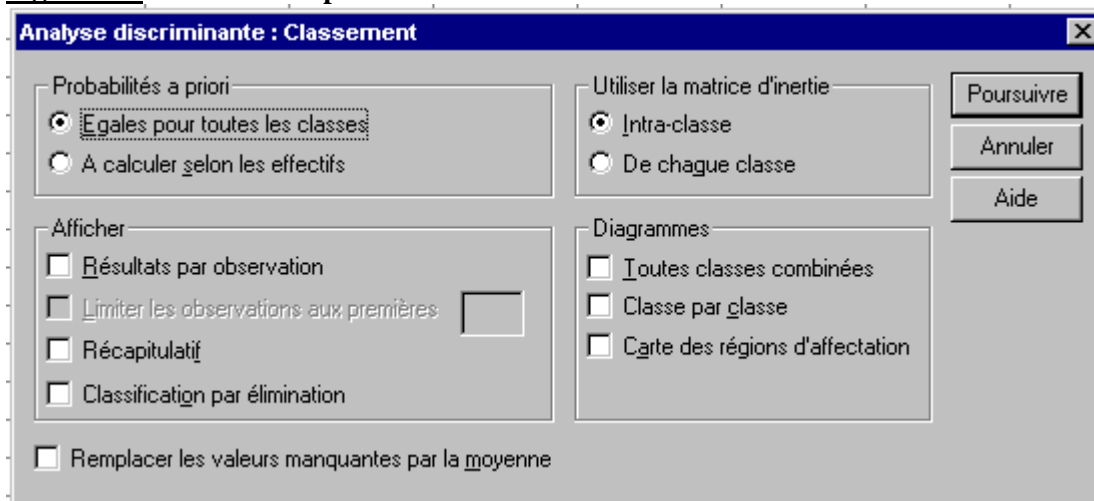 Analyse discriminante : Classement
Probabilités a priori
Egales pour toutes les classes
A calculer selon les effectifs
Utiliser la matrice d'inertie
Intra-classe
De chague classe
Poursuivre
Annuler
Aide
Afficher
Résultats par observation
Limiter les observations aux premières
Récapitulatif
Classification par élimination
Diagrammes
Toutes classes combinées
Classe par classe
Carte des régions d'affectation
Remplacer les valeurs manquantes par la moyenne